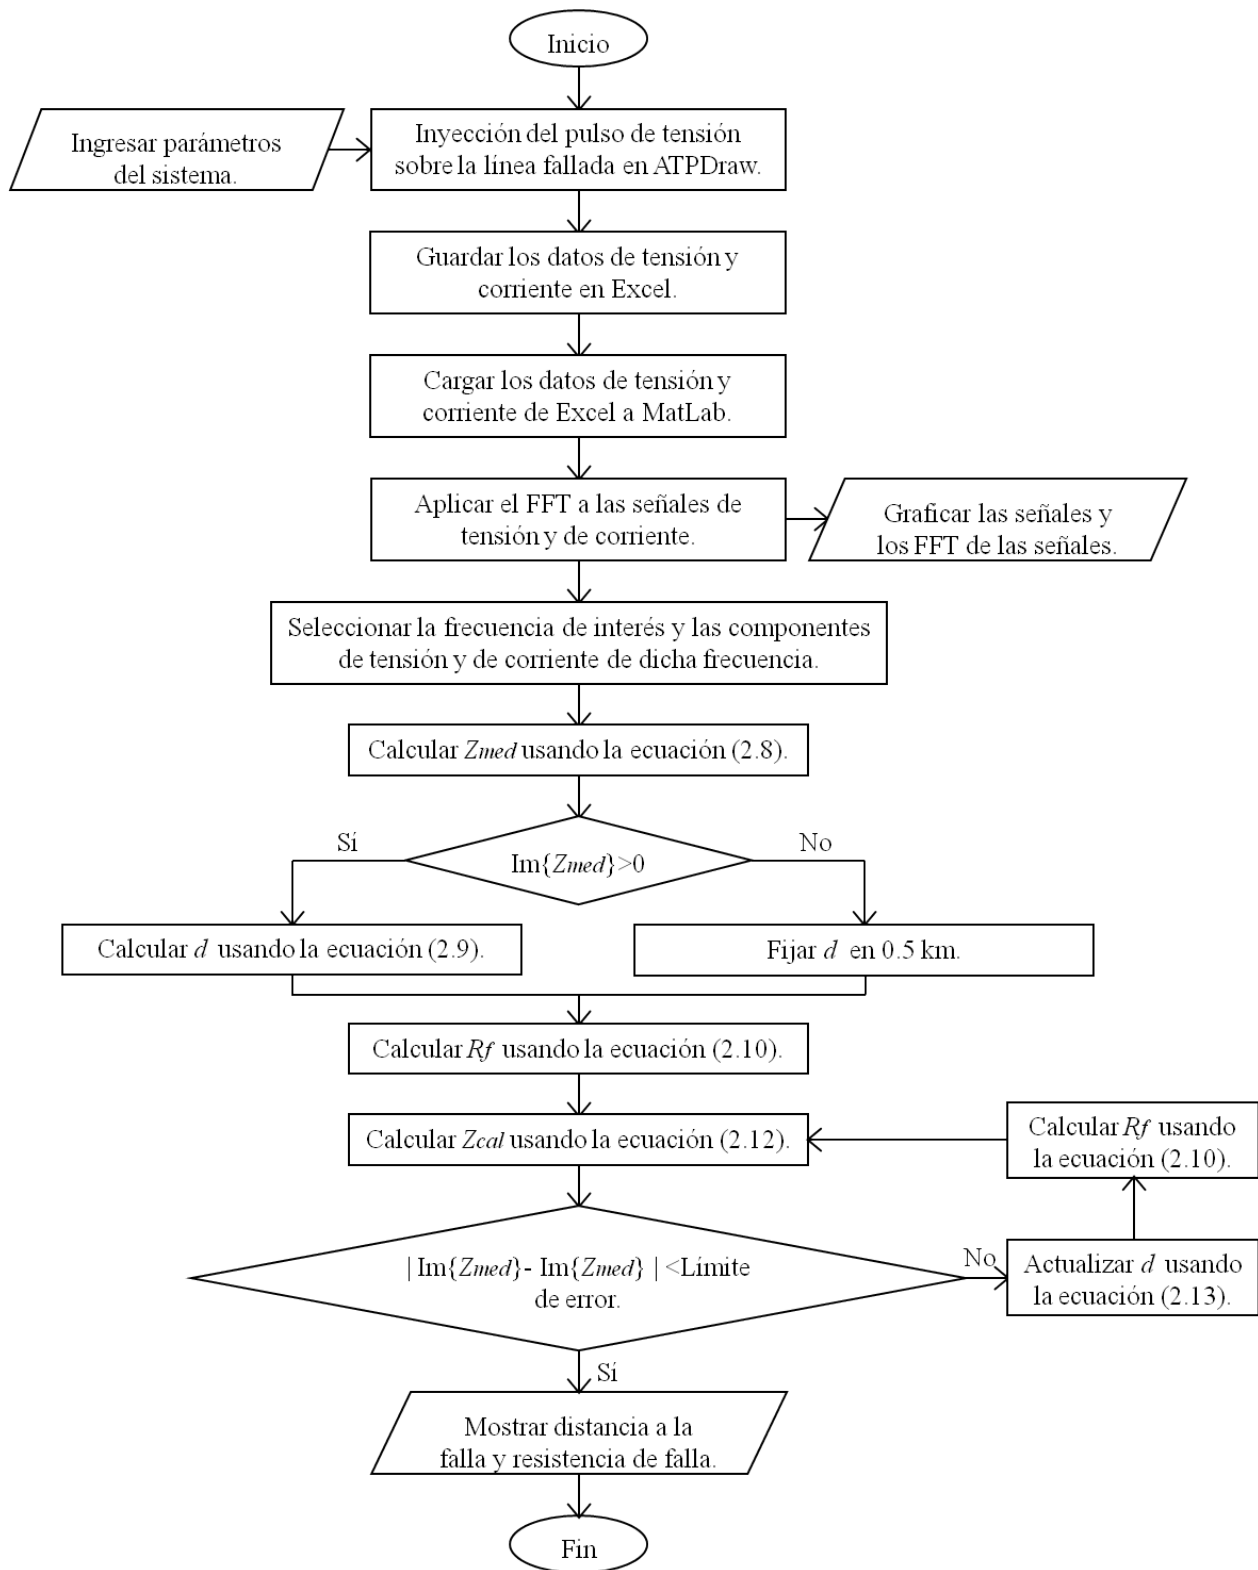 Inicio
Ingresar parámetros
del sistema.
Inyección del pulso de tensión
sobre la línea fallada en ATPDraw.
Guardar los datos de tensión y
corriente en Excel.
Cargar los datos de tensión y
corriente de Excel a MatLab.
Aplicar el FFT a las señales de
tensión y de corriente.
Graficar las señales y
los FFT de las señales.
Seleccionar la frecuencia de interés y las componentes
de tensión y de corriente de dicha frecuencia.
Calcular Zmed usando la ecuación (2.8).
Sí
Im{Zmed}>0
No
Calcular d usando la ecuación (2.9).
Fijar d en 0.5 km.
Calcular Rf usando la ecuación (2.10).
Calcular Zcal usando la ecuación (2.12).
Calcular Rf usando
la ecuación (2.10).
| Im{Zmed}- Im{Zmed} | <Límite
de error.
No
Actualizar d usando
la ecuación (2.13).
Sí
Mostrar distancia a la
falla y resistencia de falla.
Fin